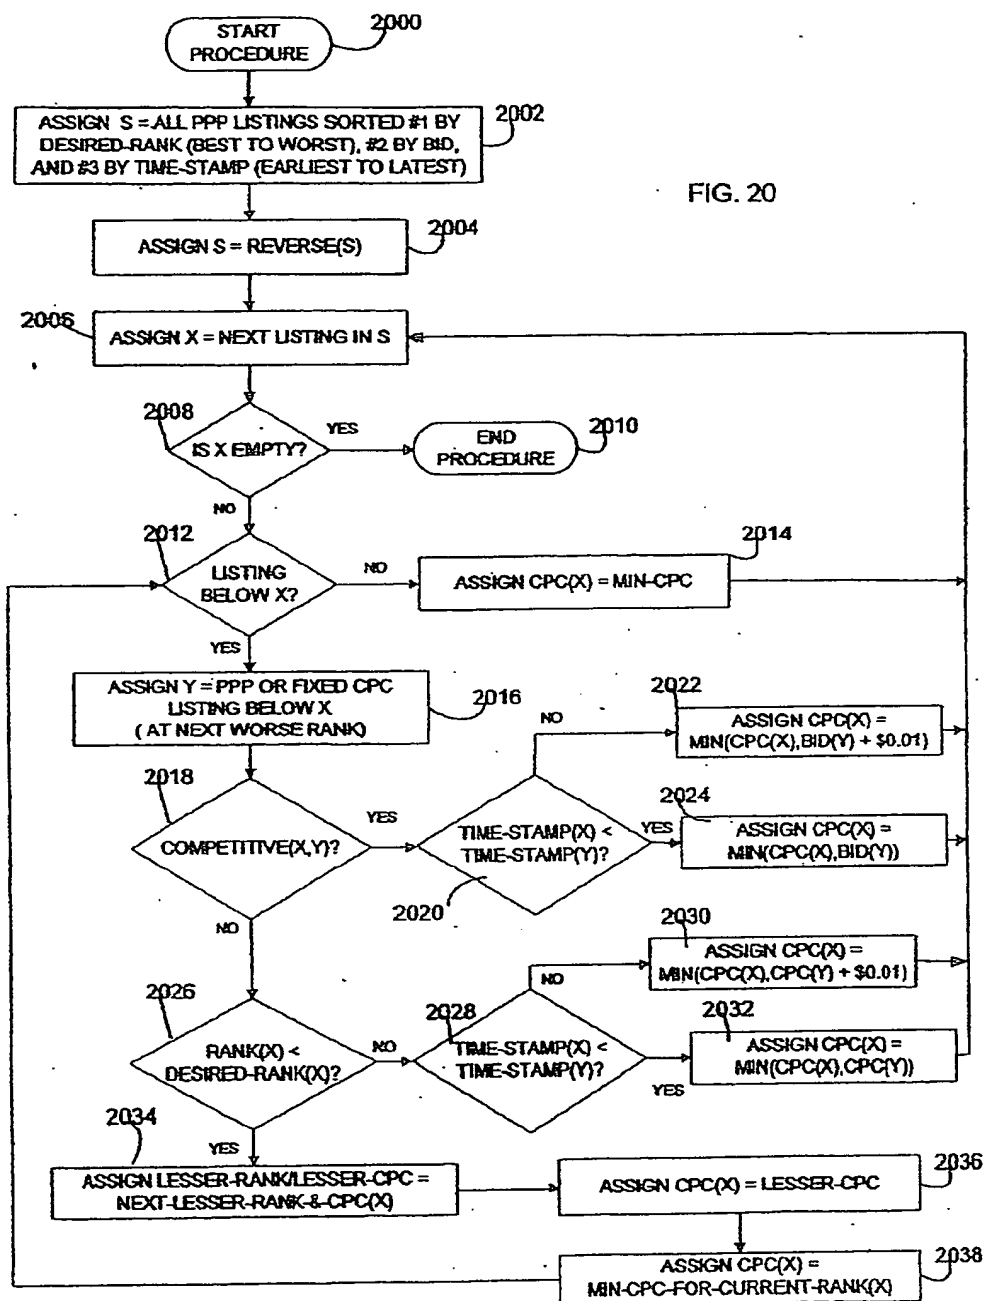 START
PROCEDURE
2000
ASSIGN S = ALL PPP LISTINGS SORTED #1 BY
DESIRED-RANK (BEST TO WORST), #2 BY BID,
AND #3 BY TIME-STAMP (EARLIEST TO LATEST)
2002
FIG. 20
ASSIGN S = REVERSE(S)
2004
2006
ASSIGN X = NEXT LISTING IN S
2008
IS X EMPTY?
YES
END
PROCEDURE
2010
NO
2012
LISTING
BELOW X?
NO
ASSIGN CPC(X) = MIN-CPC
2014
YES
ASSIGN Y = PPP OR FIXED CPC
LISTING BELOW X
( AT NEXT WORSE RANK)
2016
2018
COMPETITIVE(X,Y)?
YES
TIME-STAMP(X) <
TIME-STAMP(Y)?
2020
NO
2022
ASSIGN CPC(X) =
MIN(CPC(X),BID(Y) + $0.01)
YES
2024
ASSIGN CPC(X) =
MIN(CPC(X),BID(Y))
NO
2026
RANK(X) <
DESIRED-RANK(X)?
NO
2028
TIME-STAMP(X) <
TIME-STAMP(Y)?
NO
2030
ASSIGN CPC(X) =
MIN(CPC(X),CPC(Y) + $0.01)
YES
2032
ASSIGN CPC(X) =
MIN(CPC(X),CPC(Y))
YES
2034
ASSIGN LESSER-RANK/LESSER-CPC =
NEXT-LESSER-RANK-&-CPC(X)
ASSIGN CPC(X) = LESSER-CPC
2036
ASSIGN CPC(X) =
MIN-CPC-FOR-CURRENT-RANK(X)
2038